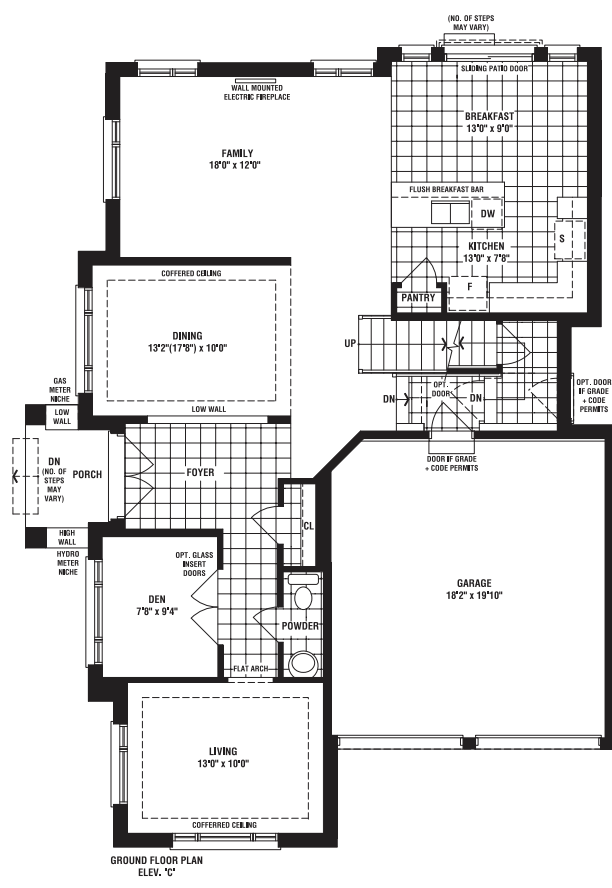 (NO. OF STEPS
MAY VARY)
SLIDING PATIO DOOR
WALL MOUNTED
ELECTRIC FIREPLACE
BREAKFAST
13'0" x 9'0"
FAMILY
18'0" x 12'0"
FLUSH BREAKFAST BAR
DW
KITCHEN
13'0" x 7'8"
S
F
PANTRY
COFFERED CEILING
DINING
13'2"(17'8") x 10'0"
LOW WALL
UP
OPT.
DOOR
DN
DN
OPT. DOOR
IF GRADE
+ CODE
PERMITS
DOOR IF GRADE
+ CODE PERMITS
GAS
METER
NICHE
LOW
WALL
DN
(NO. OF
STEPS
MAY
VARY)
PORCH
FOYER
HIGH
WALL
HYDRO
METER
NICHE
CL
OPT. GLASS
INSERT
DOORS
DEN
7'8" x 9'4"
POWDER
GARAGE
18'2" x 19'10"
FLAT ARCH
LIVING
13'0" x 10'0"
COFFERED CEILING
GROUND FLOOR PLAN
ELEV. 'C'